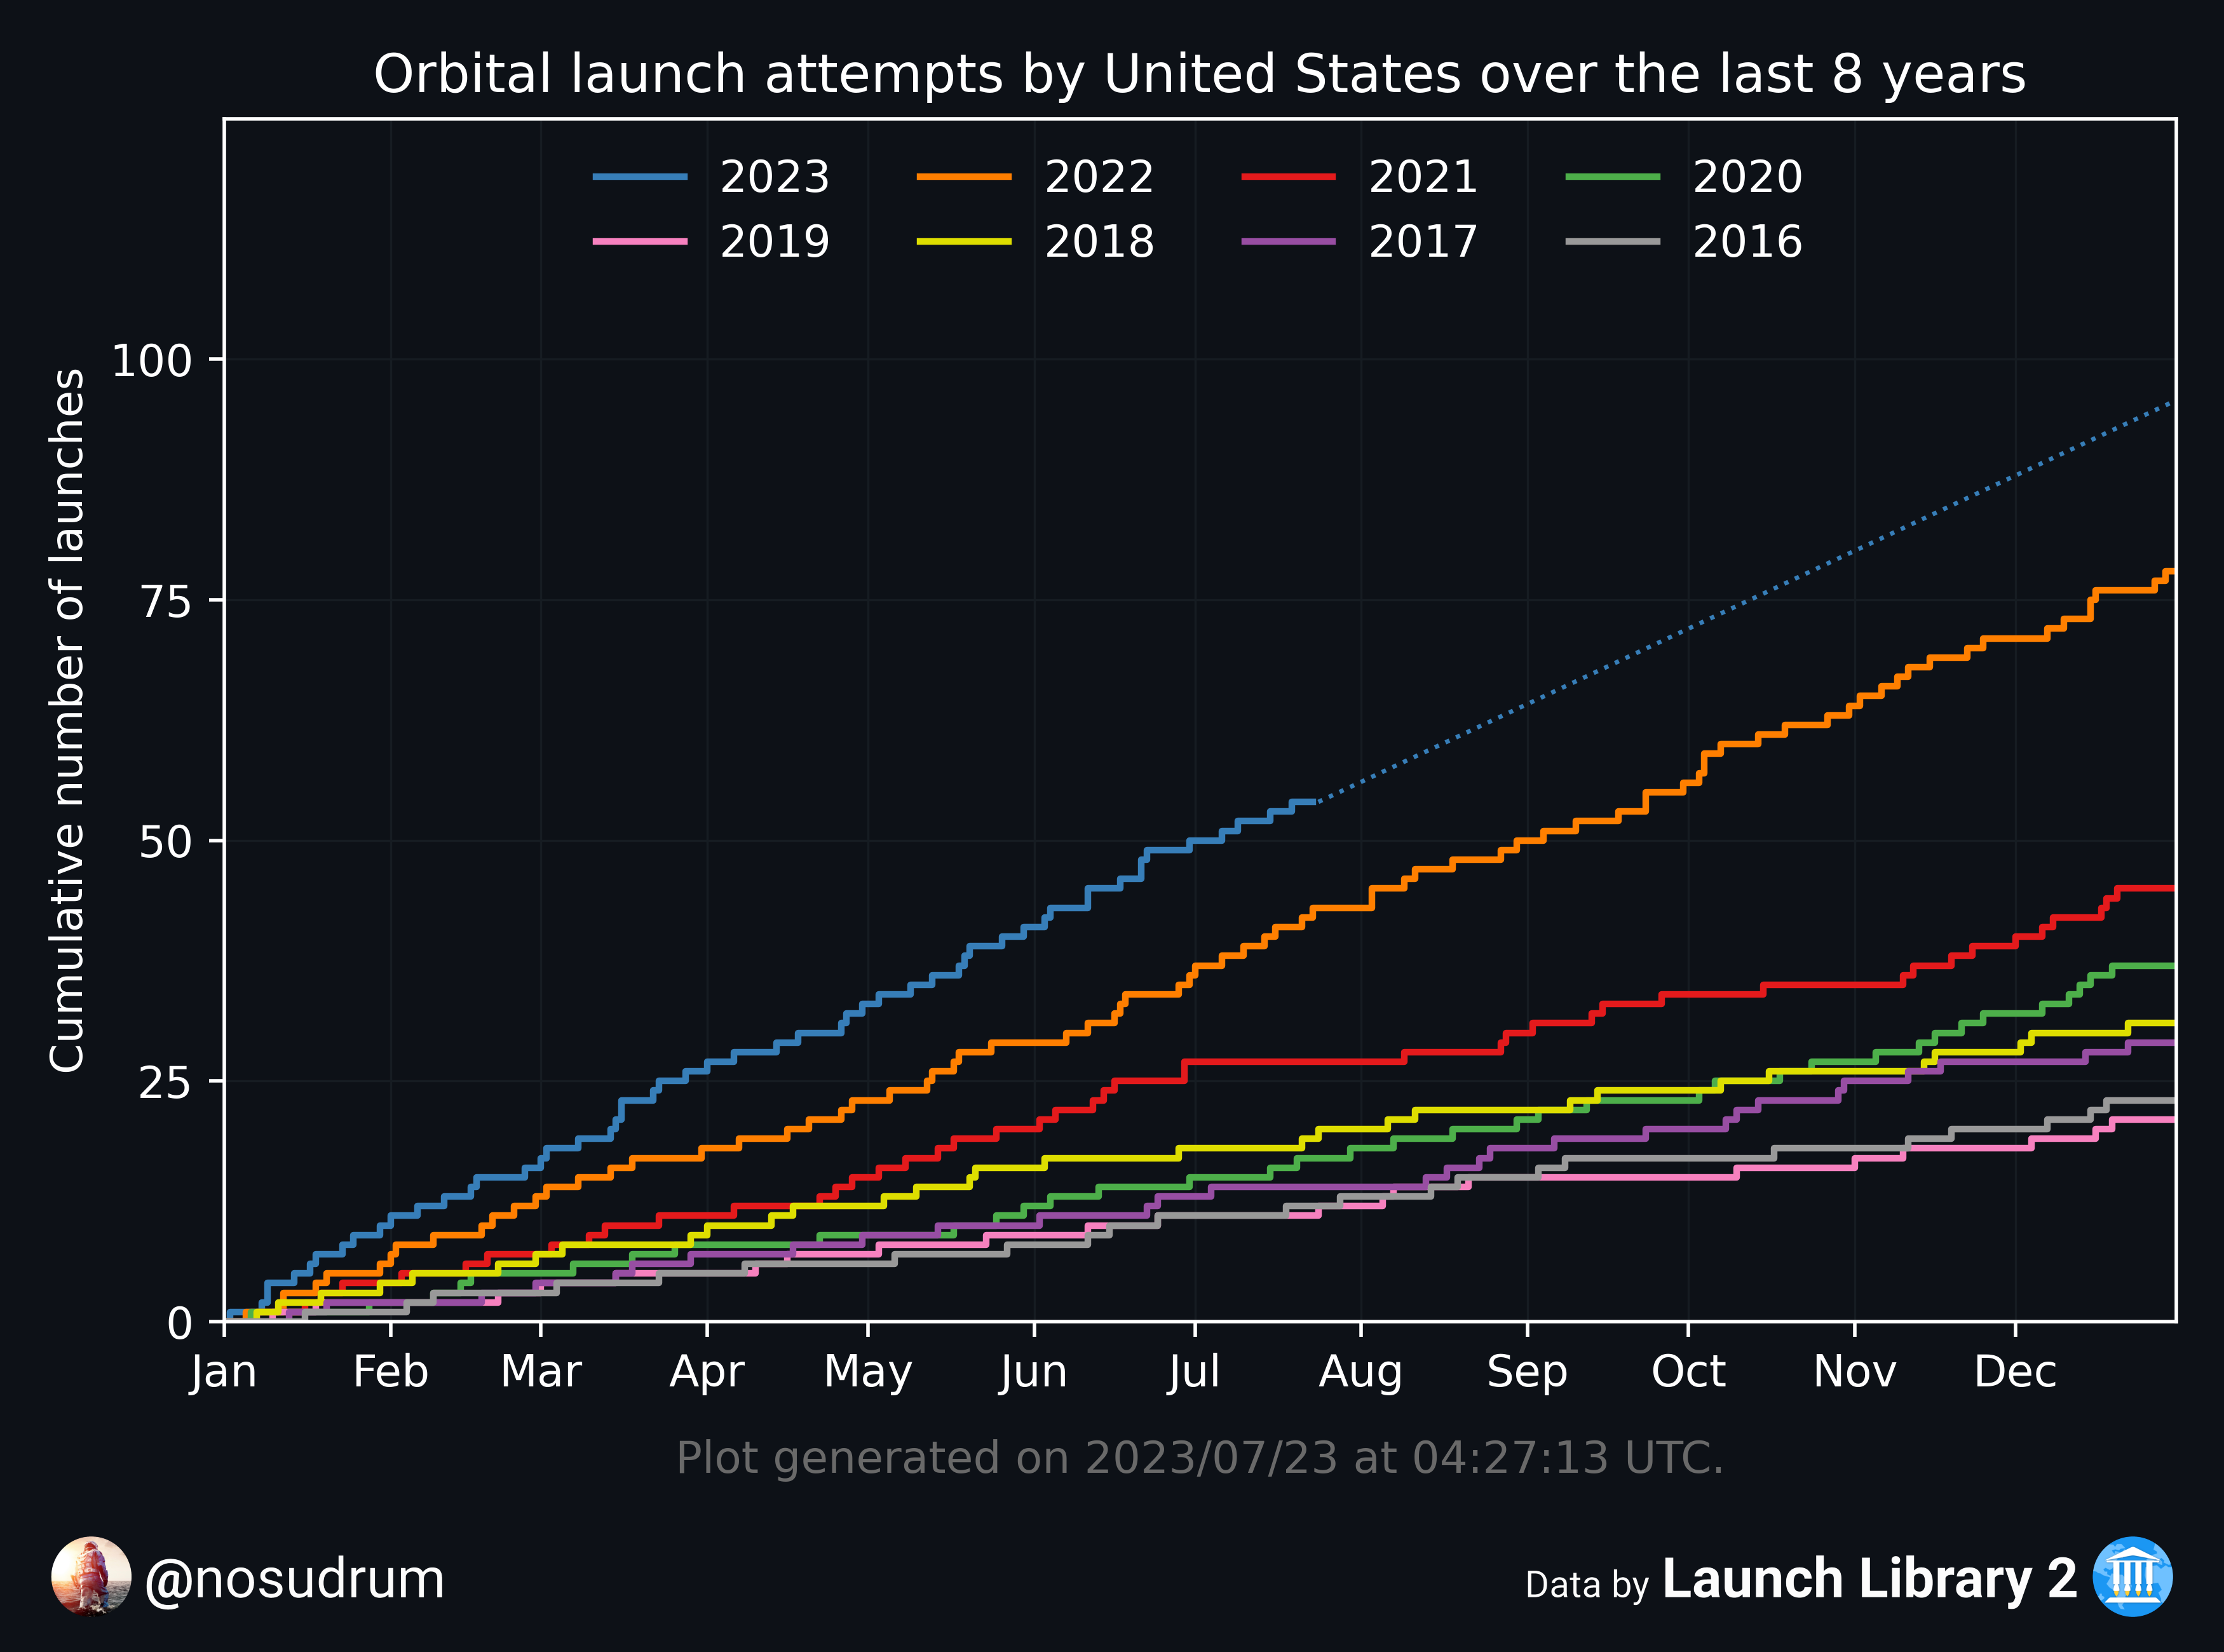 Orbital launch attempts by United States over the last 8 years
2023 2022 2021 2020
2019 2018 2017 2016
Cumulative number of launches
100
75
50
25
0
Jan Feb Mar Apr May Jun Jul Aug Sep Oct Nov Dec
Plot generated on 2023/07/23 at 04:27:13 UTC.
@nosudrum
Data by Launch Library 2